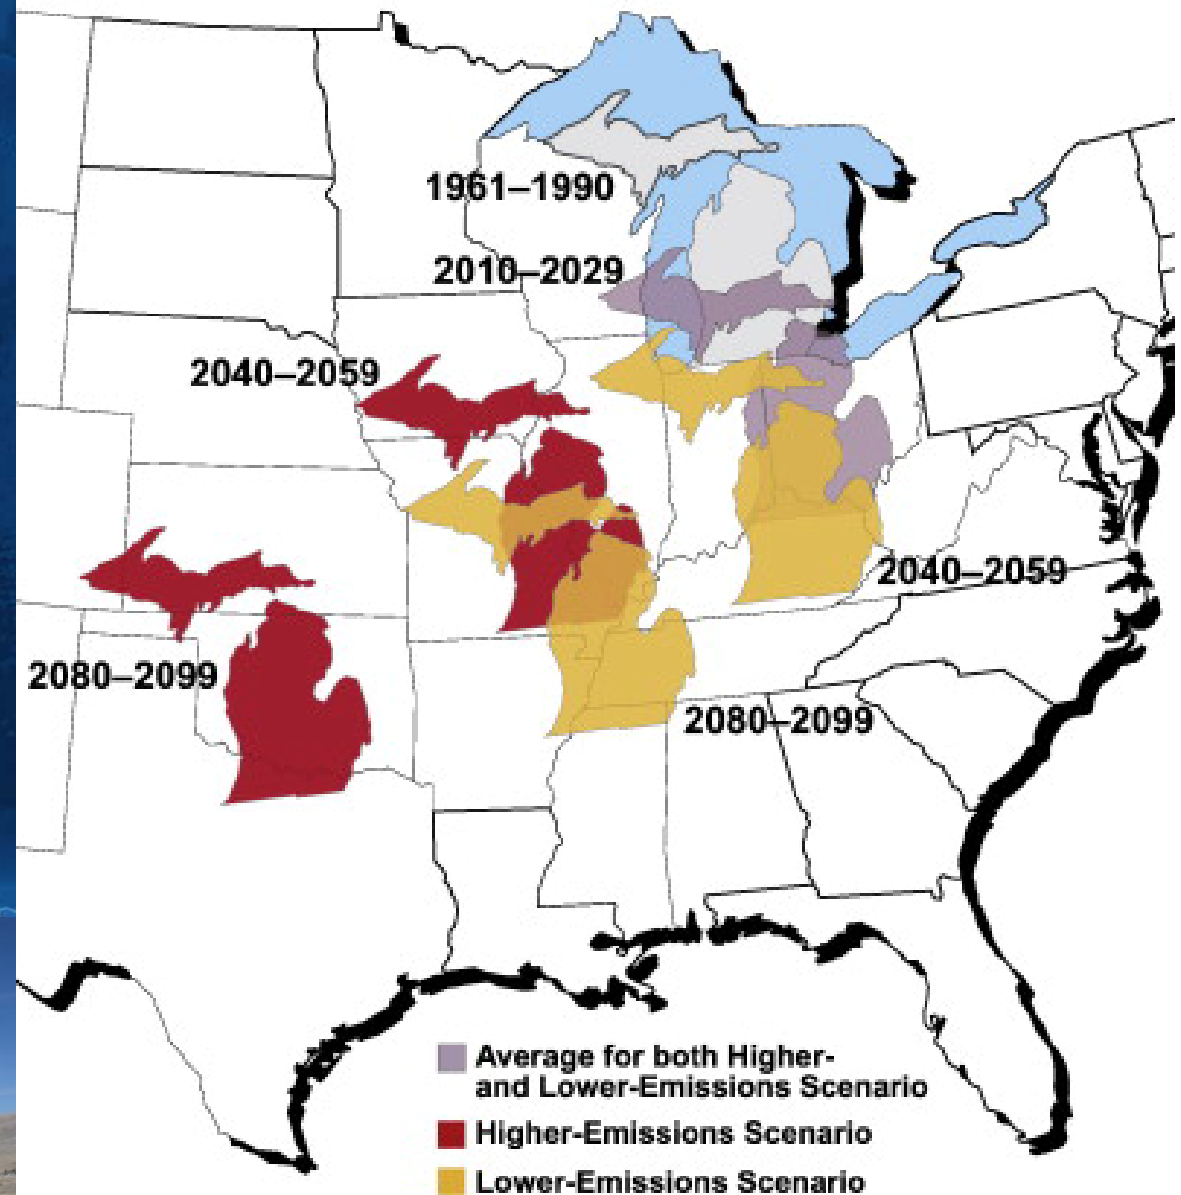 1961–1990
2010–2029
2040–2059
2040–2059
2080–2099
2080–2099
Average for both Higher-
and Lower-Emissions Scenario
Higher-Emissions Scenario
Lower-Emissions Scenario